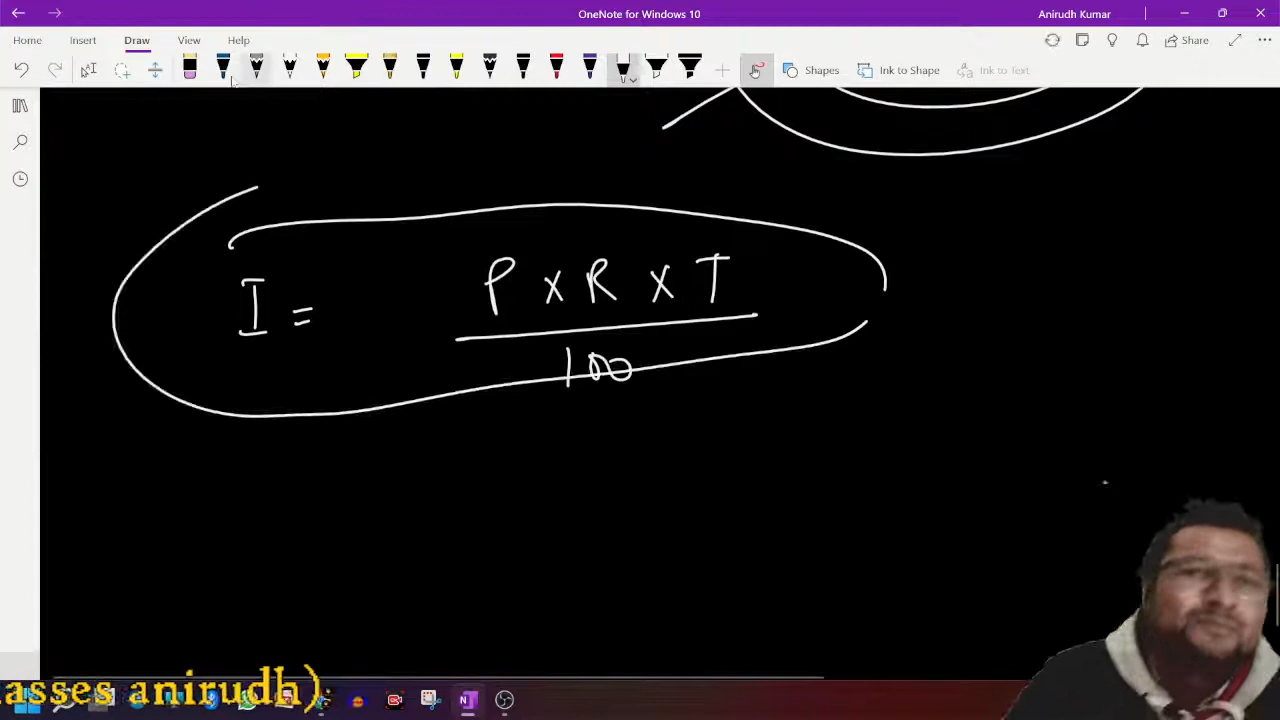 OneNote for Windows 10
Anirudh Kumar
Home Insert Draw View Help
Share
Shapes Ink to Shape Ink to Text
I = P x R x T
100
asses anirudh)